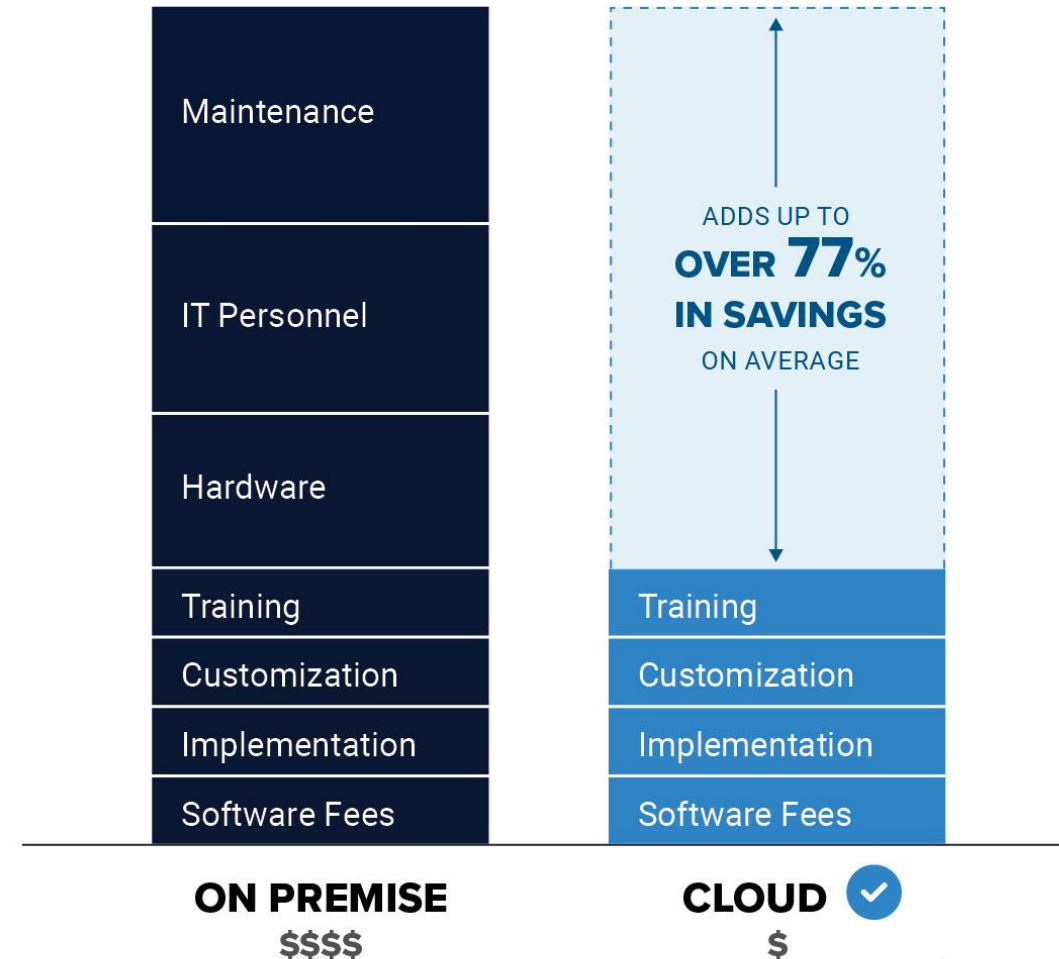 Maintenance
IT Personnel
Hardware
Training
Customization
Implementation
Software Fees
ON PREMISE
$$$$
ADDS UP TO
OVER 77%
IN SAVINGS
ON AVERAGE
Training
Customization
Implementation
Software Fees
CLOUD
$